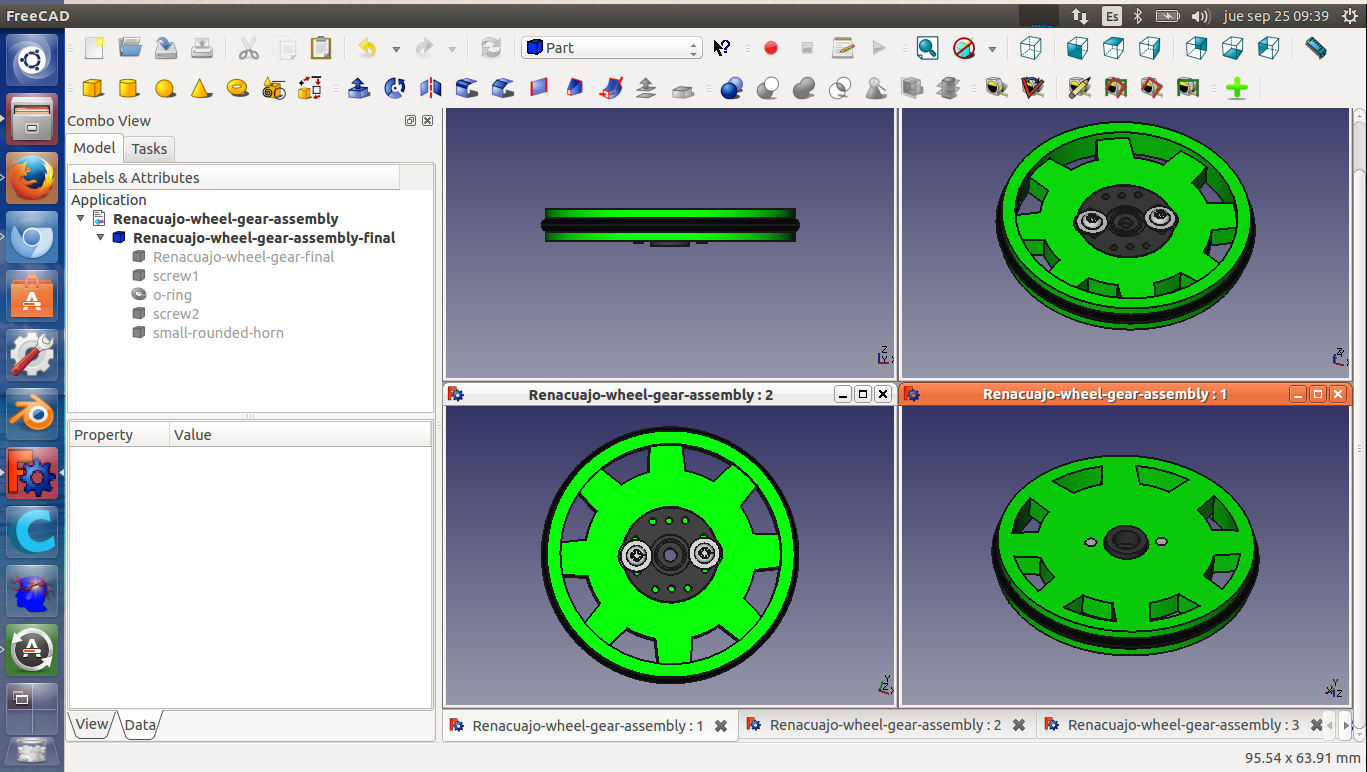 FreeCAD
Es
jue sep 25 09:39
Part
Combo View
Model
Tasks
Labels & Attributes
Application
Renacuajo-wheel-gear-assembly
Renacuajo-wheel-gear-assembly-final
Renacuajo-wheel-gear-final
screw1
o-ring
screw2
small-rounded-horn
Property
Value
View
Data
Renacuajo-wheel-gear-assembly : 2
Renacuajo-wheel-gear-assembly : 1
Renacuajo-wheel-gear-assembly : 1
Renacuajo-wheel-gear-assembly : 2
Renacuajo-wheel-gear-assembly : 3
95.54 x 63.91 mm